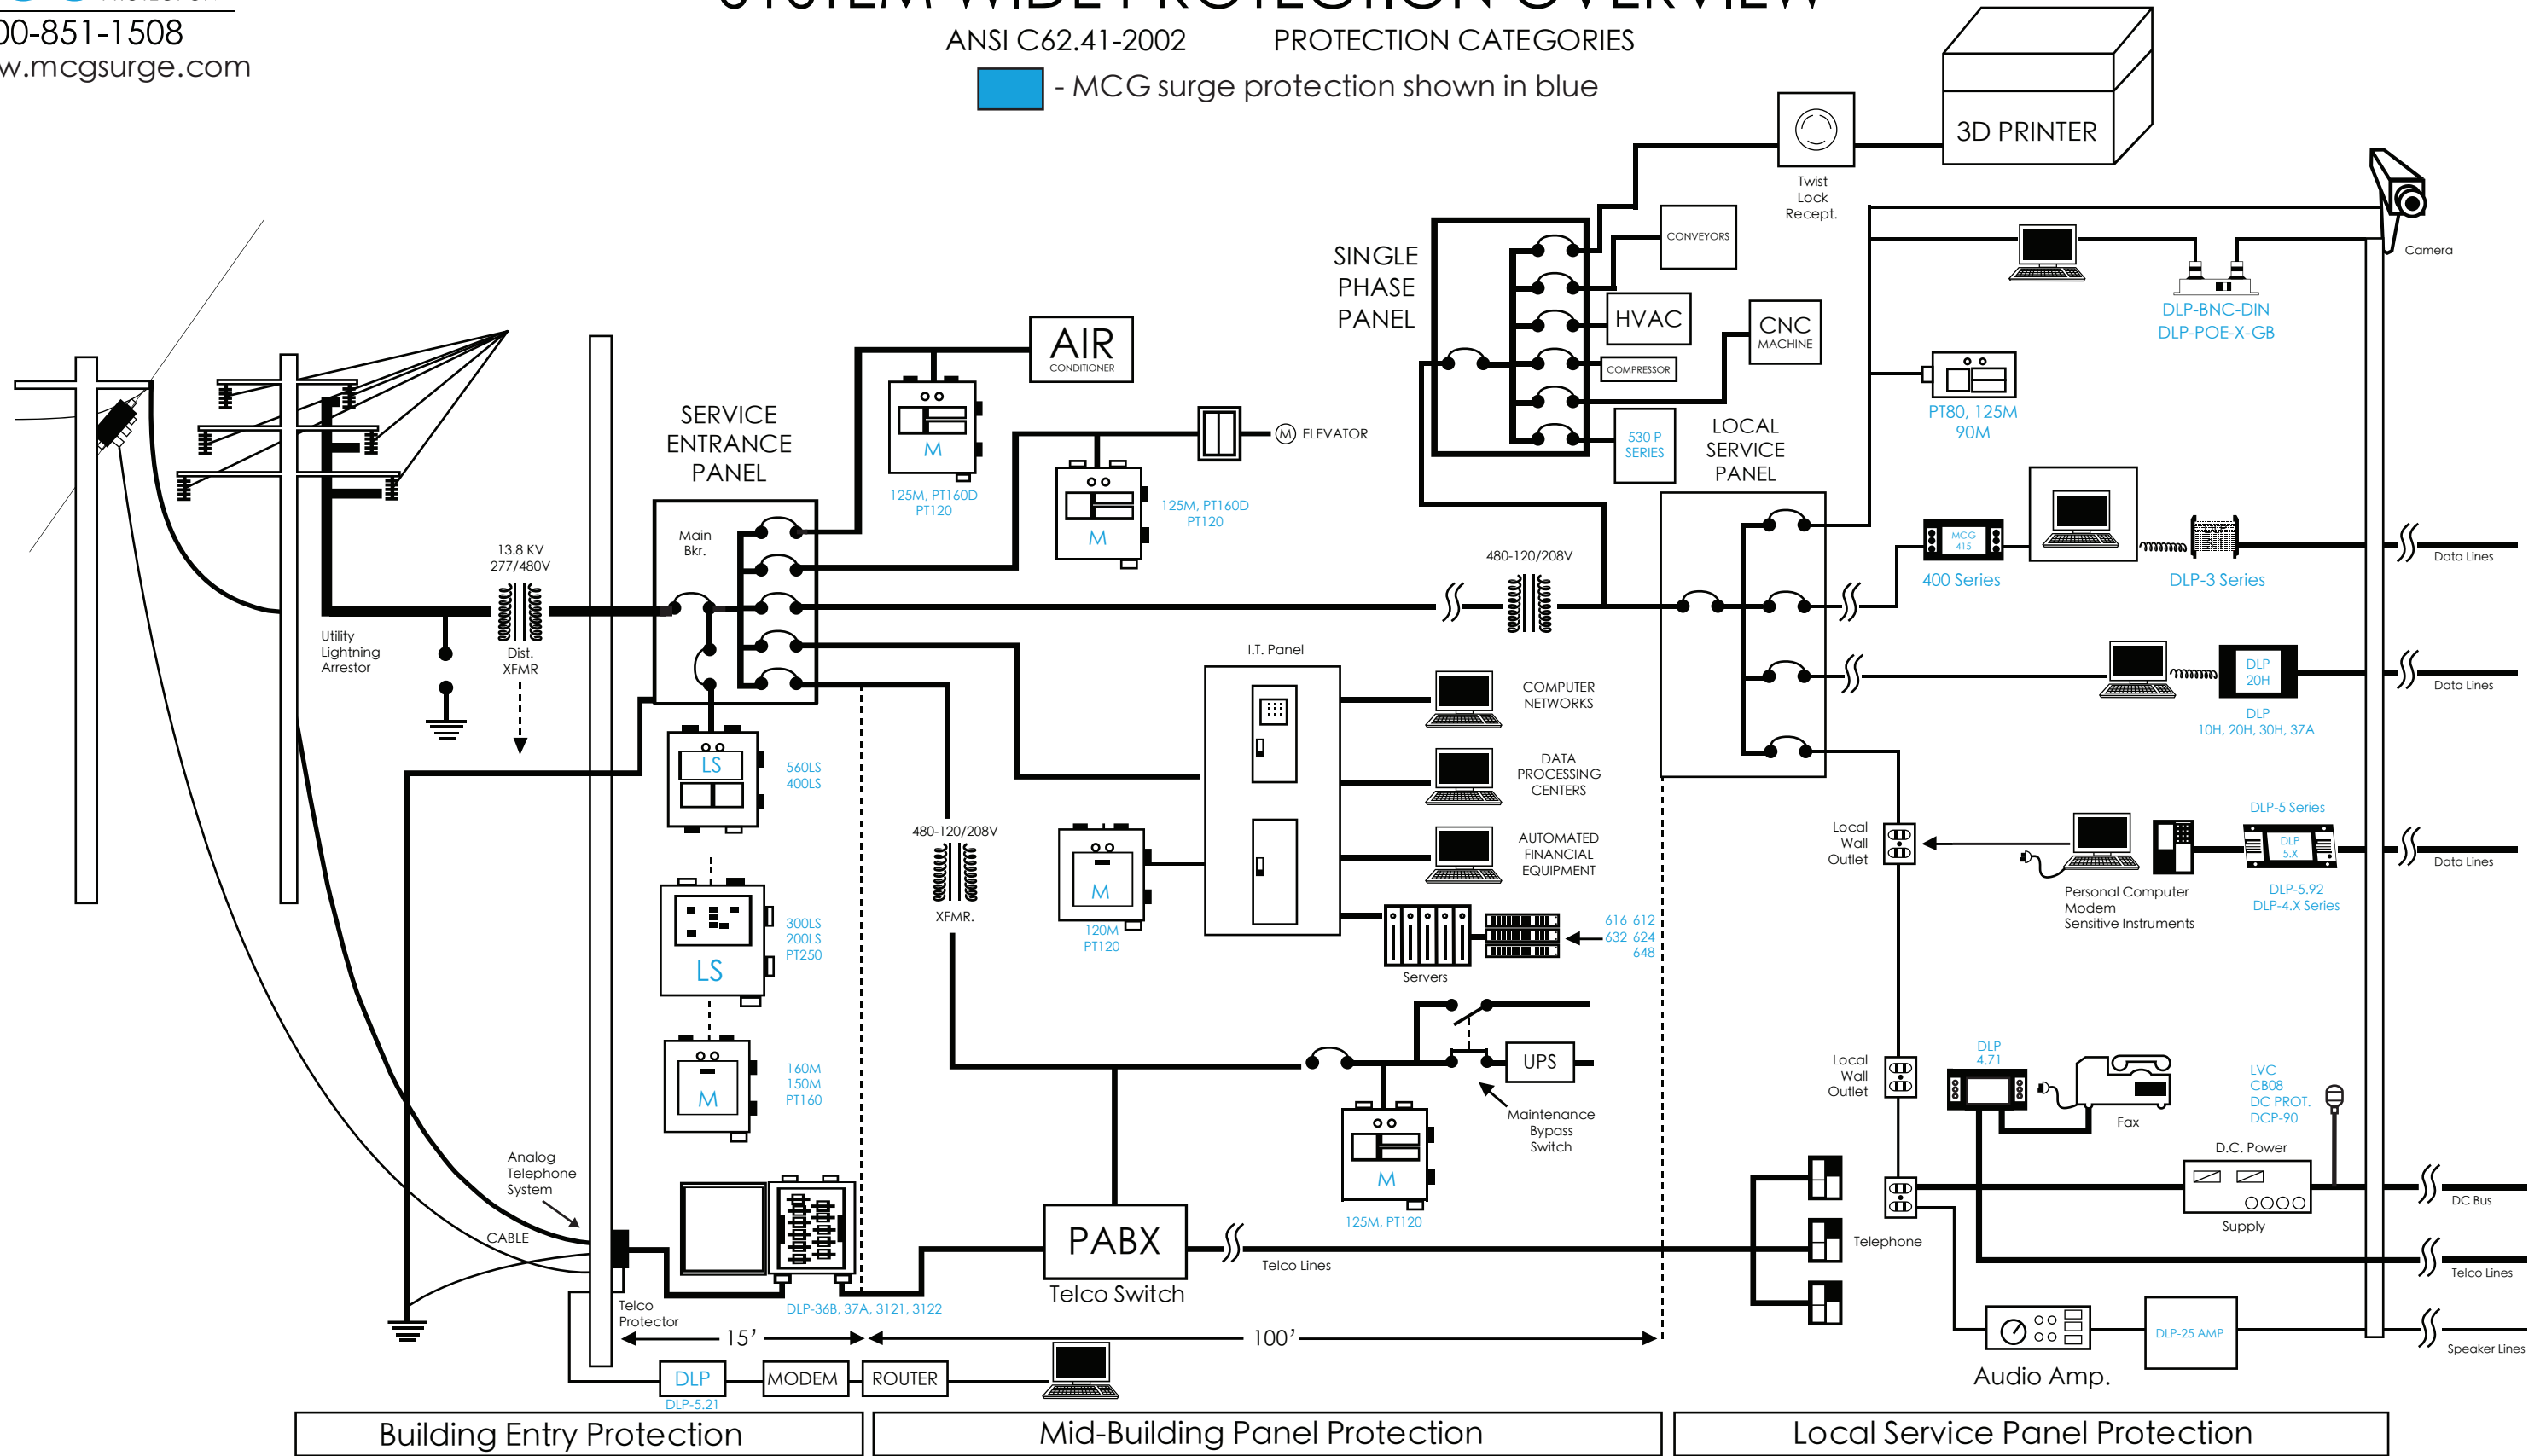 00-851-1508
w.mcgsurge.com
SYSTEM WIDE PROTECTION OVERVIEW
ANSI C62.41-2002 PROTECTION CATEGORIES
- MCG surge protection shown in blue
3D PRINTER
Twist
Lock
Recept.
Camera
SINGLE
PHASE
PANEL
CONVEYORS
HVAC
CNC
MACHINE
COMPRESSOR
530 P
SERIES
LOCAL
SERVICE
PANEL
DLP-BNC-DIN
DLP-POE-X-GB
PT80, 125M
90M
AIR
CONDITIONER
M
125M, PT160D
PT120
M ELEVATOR
M
125M, PT160D
PT120
SERVICE
ENTRANCE
PANEL
Main
Bkr.
13.8 KV
277/480V
Dist.
XFMR
Utility
Lightning
Arrestor
480-120/208V
MCG
415
400 Series
DLP-3 Series
Data Lines
DLP
20H
DLP
10H, 20H, 30H, 37A
Data Lines
I.T. Panel
COMPUTER
NETWORKS
DATA
PROCESSING
CENTERS
AUTOMATED
FINANCIAL
EQUIPMENT
Servers
616 612
632 624
648
M
120M
PT120
LS
560LS
400LS
LS
300LS
200LS
PT250
M
160M
150M
PT160
480-120/208V
XFMR.
Local
Wall
Outlet
Personal Computer
Modem
Sensitive Instruments
DLP-5 Series
DLP
5.X
DLP-5.92
DLP-4.X Series
Data Lines
UPS
Maintenance
Bypass
Switch
M
125M, PT120
Local
Wall
Outlet
DLP
4.71
Fax
LVC
CB08
DC PROT.
DCP-90
D.C. Power
Supply
DC Bus
Analog
Telephone
System
CABLE
Telco
Protector
DLP-36B, 37A, 3121, 3122
PABX
Telco Switch
Telco Lines
Telephone
Telco Lines
15'
100'
DLP
DLP-5.21
MODEM
ROUTER
Audio Amp.
DLP-25 AMP
Speaker Lines
Building Entry Protection
Mid-Building Panel Protection
Local Service Panel Protection